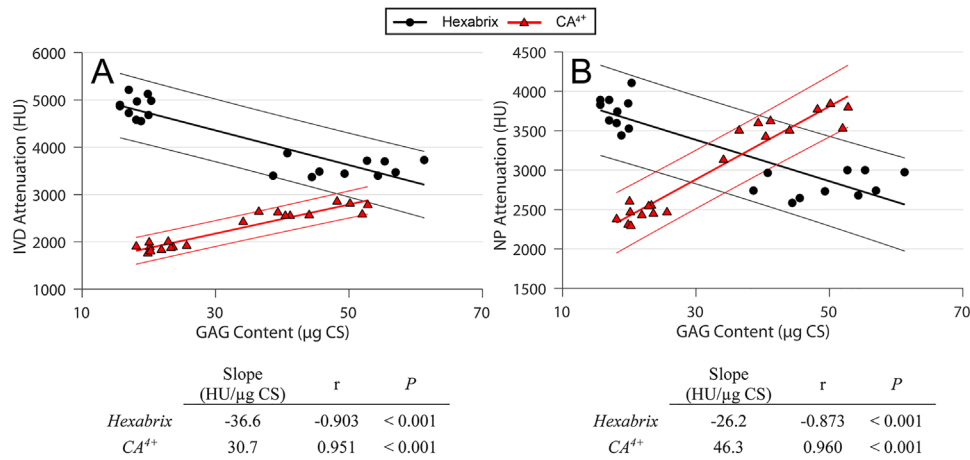 Hexabrix CA⁴⁺
A
IVD Attenuation (HU)
6000
5000
4000
3000
2000
1000
10 30 50 70
GAG Content (µg CS)
B
NP Attenuation (HU)
4500
4000
3500
3000
2500
2000
1500
10 30 50 70
GAG Content (µg CS)
Slope
(HU/µg CS) r P
Hexabrix -36.6 -0.903 < 0.001
CA⁴⁺ 30.7 0.951 < 0.001
Slope
(HU/µg CS) r P
Hexabrix -26.2 -0.873 < 0.001
CA⁴⁺ 46.3 0.960 < 0.001